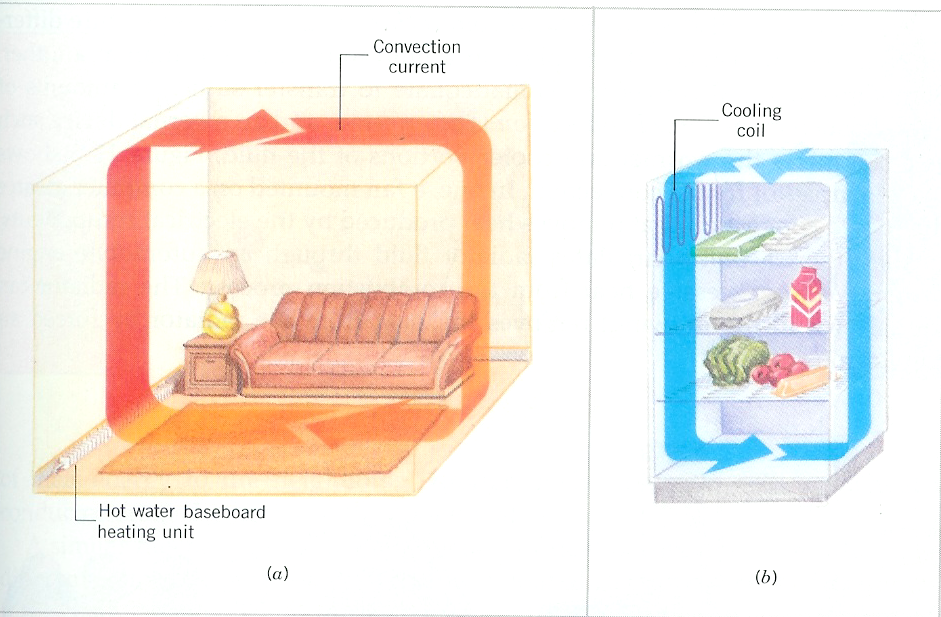 Convection
current
Cooling
coil
Hot water baseboard
heating unit
(a)
(b)